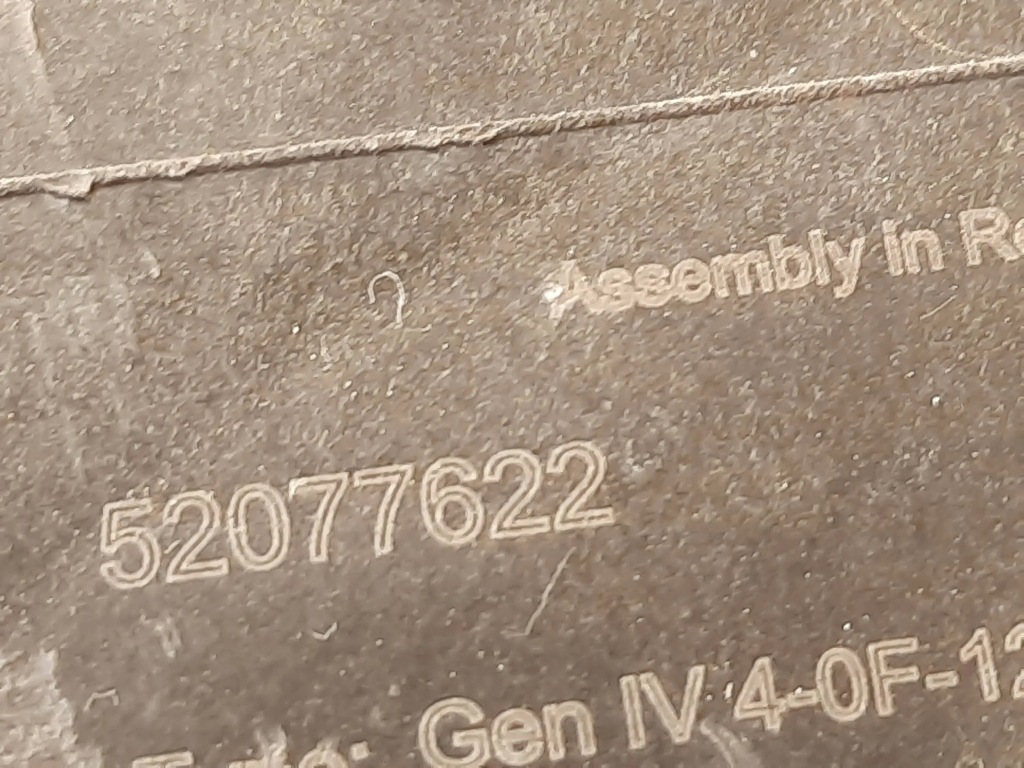 Assembly in
52077622
Gen IV 4-0F-12